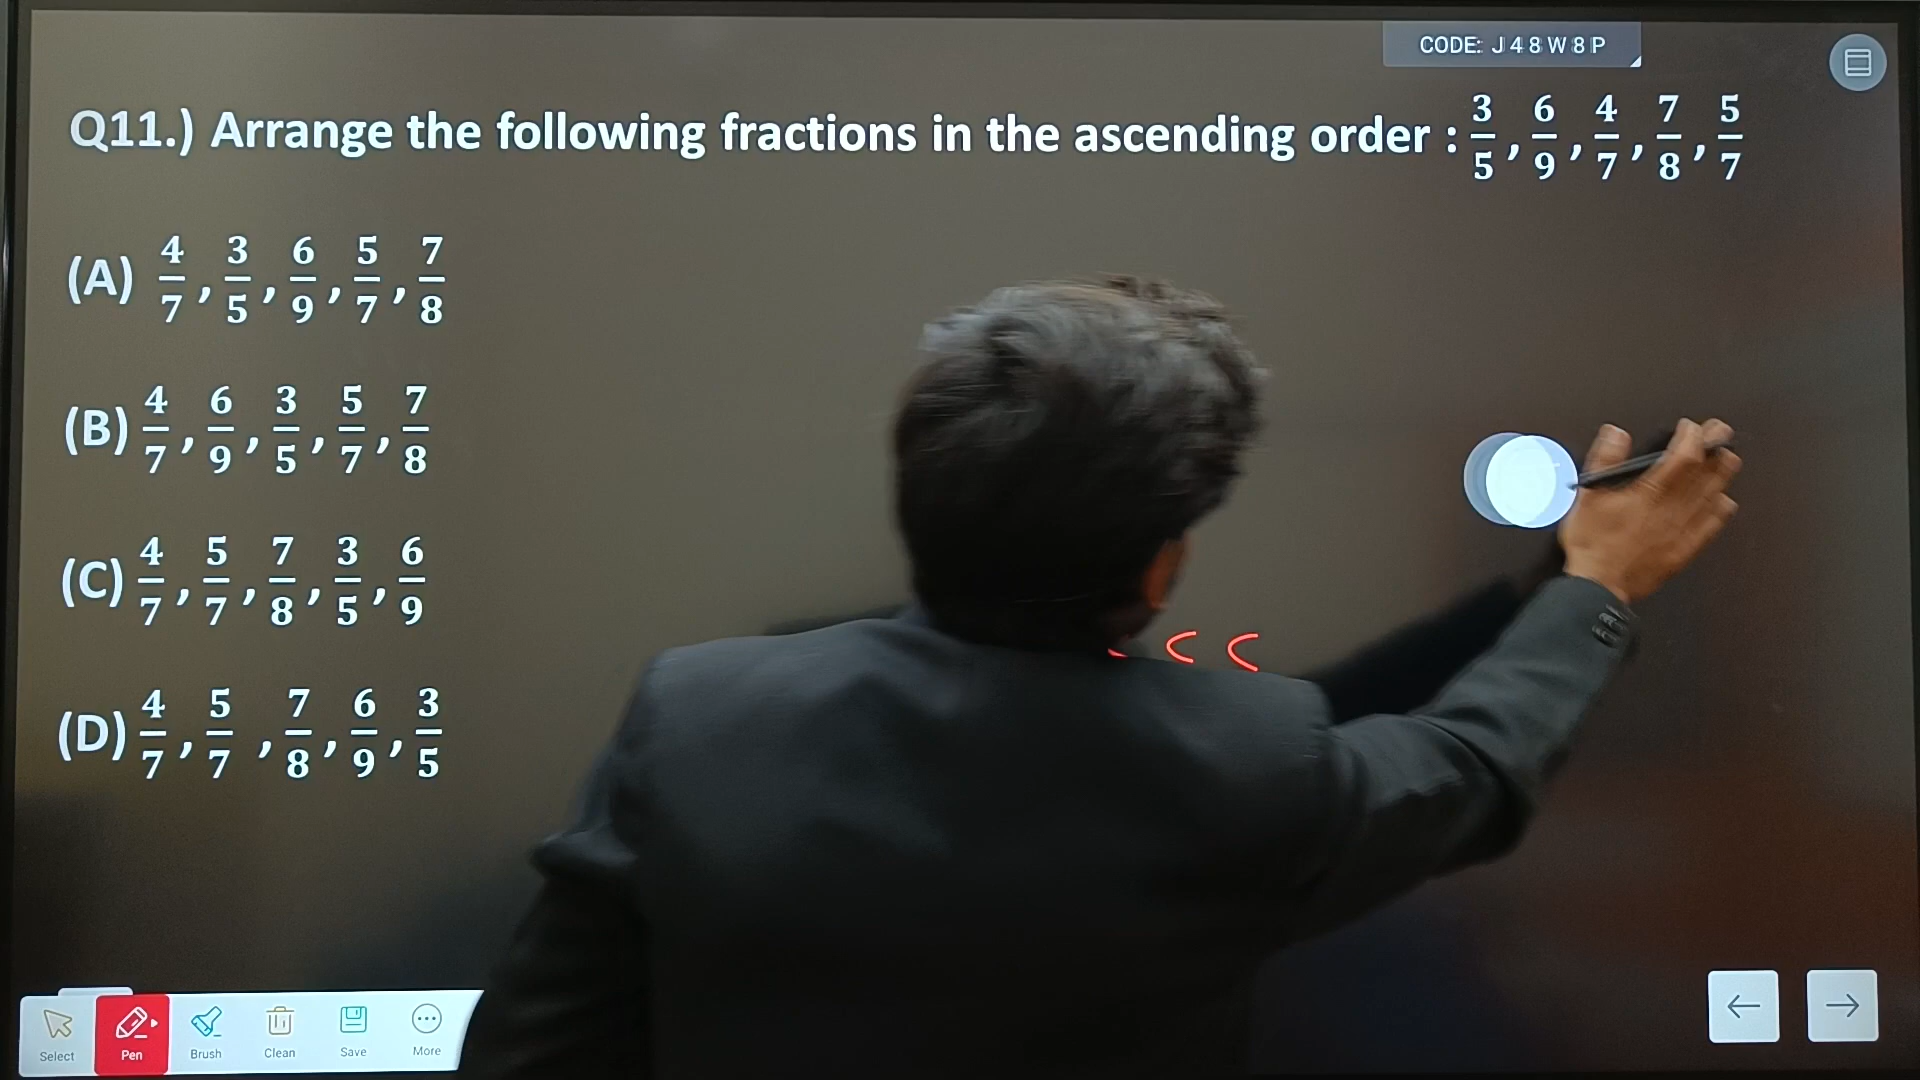 CODE: J48W8P
Q11.) Arrange the following fractions in the ascending order : 3/5, 6/9, 4/7, 7/8, 5/7
(A) 4/7, 3/5, 6/9, 5/7, 7/8
(B) 4/7, 6/9, 3/5, 5/7, 7/8
(C) 4/7, 5/7, 7/8, 3/5, 6/9
(D) 4/7, 5/7, 7/8, 6/9, 3/5
< <
Select Pen Brush Clean Save More